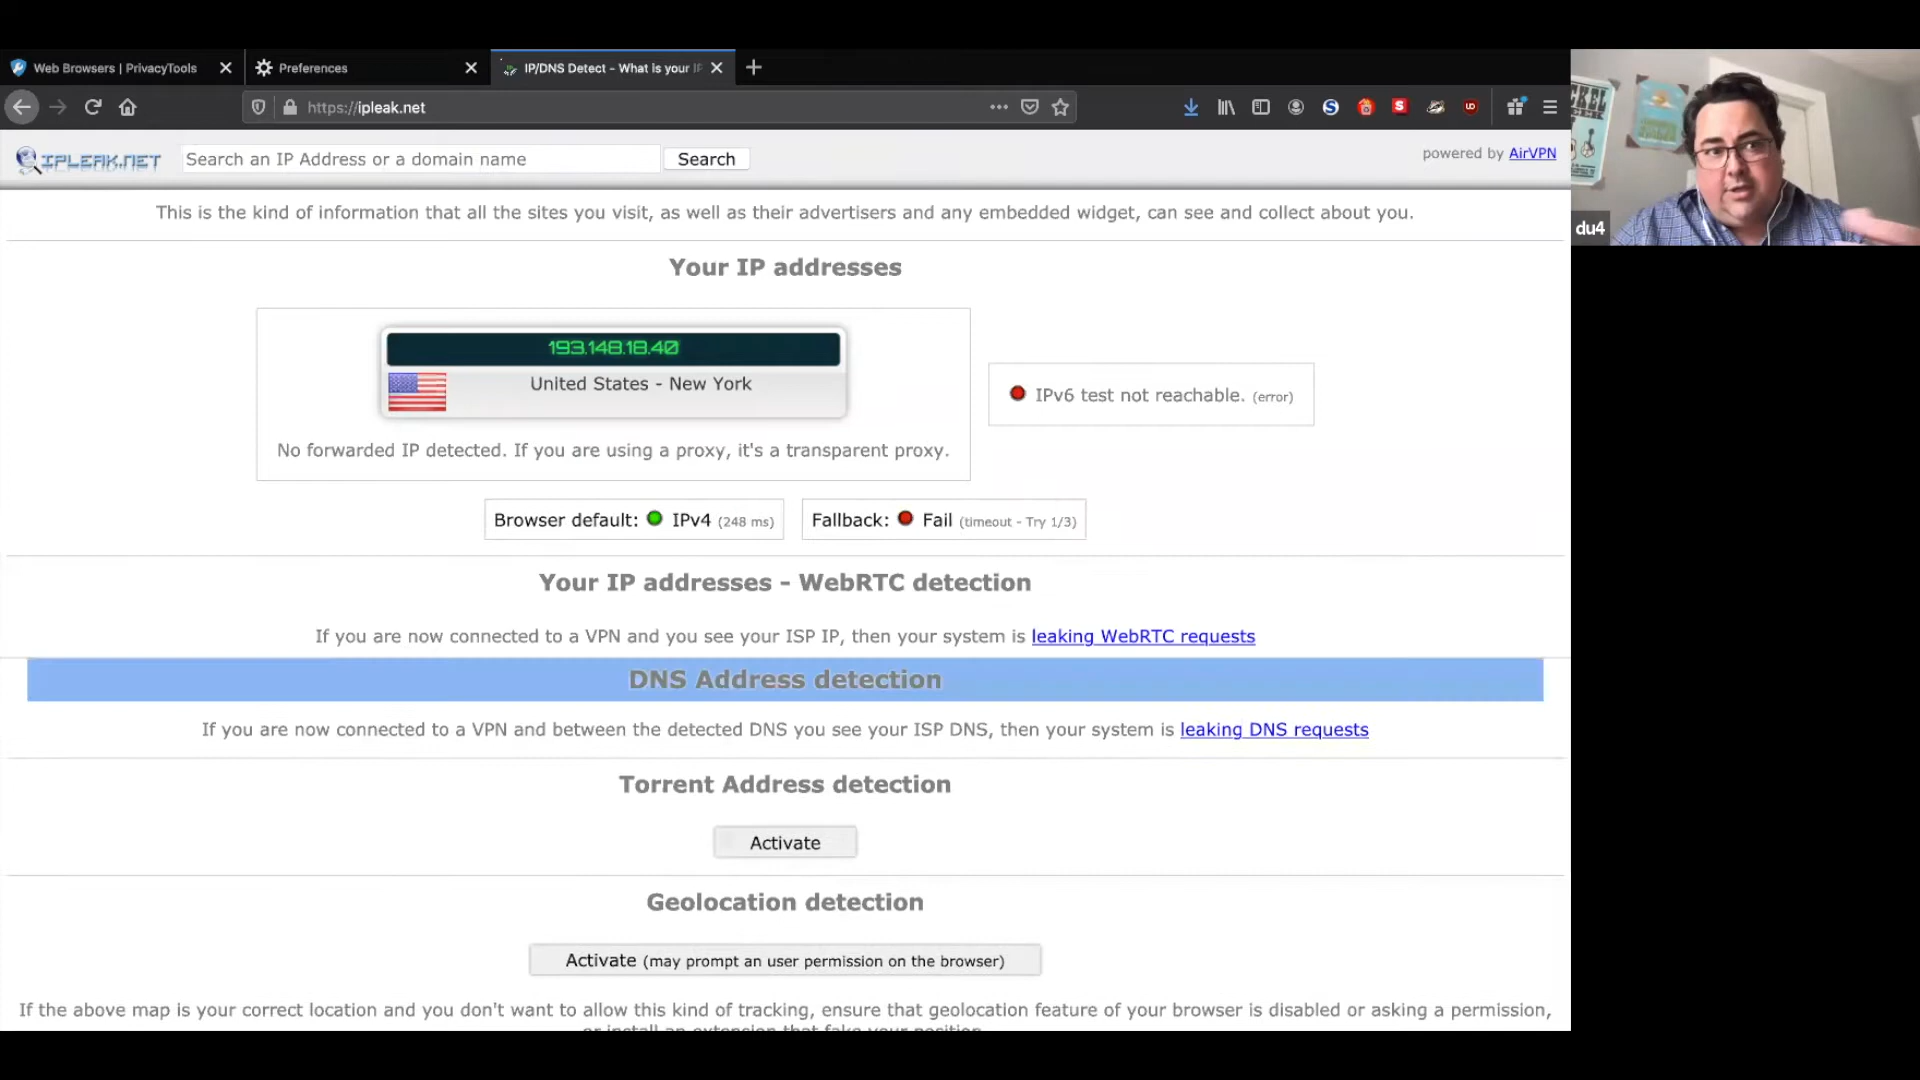 Web Browsers | PrivacyTools
Preferences
IP/DNS Detect - What is your IP
https://ipleak.net
IPLEAK.NET
Search an IP Address or a domain name
Search
powered by AirVPN
This is the kind of information that all the sites you visit, as well as their advertisers and any embedded widget, can see and collect about you.
Your IP addresses
193.148.18.40
United States - New York
No forwarded IP detected. If you are using a proxy, it's a transparent proxy.
IPv6 test not reachable. (error)
Browser default: IPv4 (248 ms)
Fallback: Fail (timeout - Try 1/3)
Your IP addresses - WebRTC detection
If you are now connected to a VPN and you see your ISP IP, then your system is leaking WebRTC requests
DNS Address detection
If you are now connected to a VPN and between the detected DNS you see your ISP DNS, then your system is leaking DNS requests
Torrent Address detection
Activate
Geolocation detection
Activate (may prompt an user permission on the browser)
If the above map is your correct location and you don't want to allow this kind of tracking, ensure that geolocation feature of your browser is disabled or asking a permission,
or install an extension that fake your position.
du4